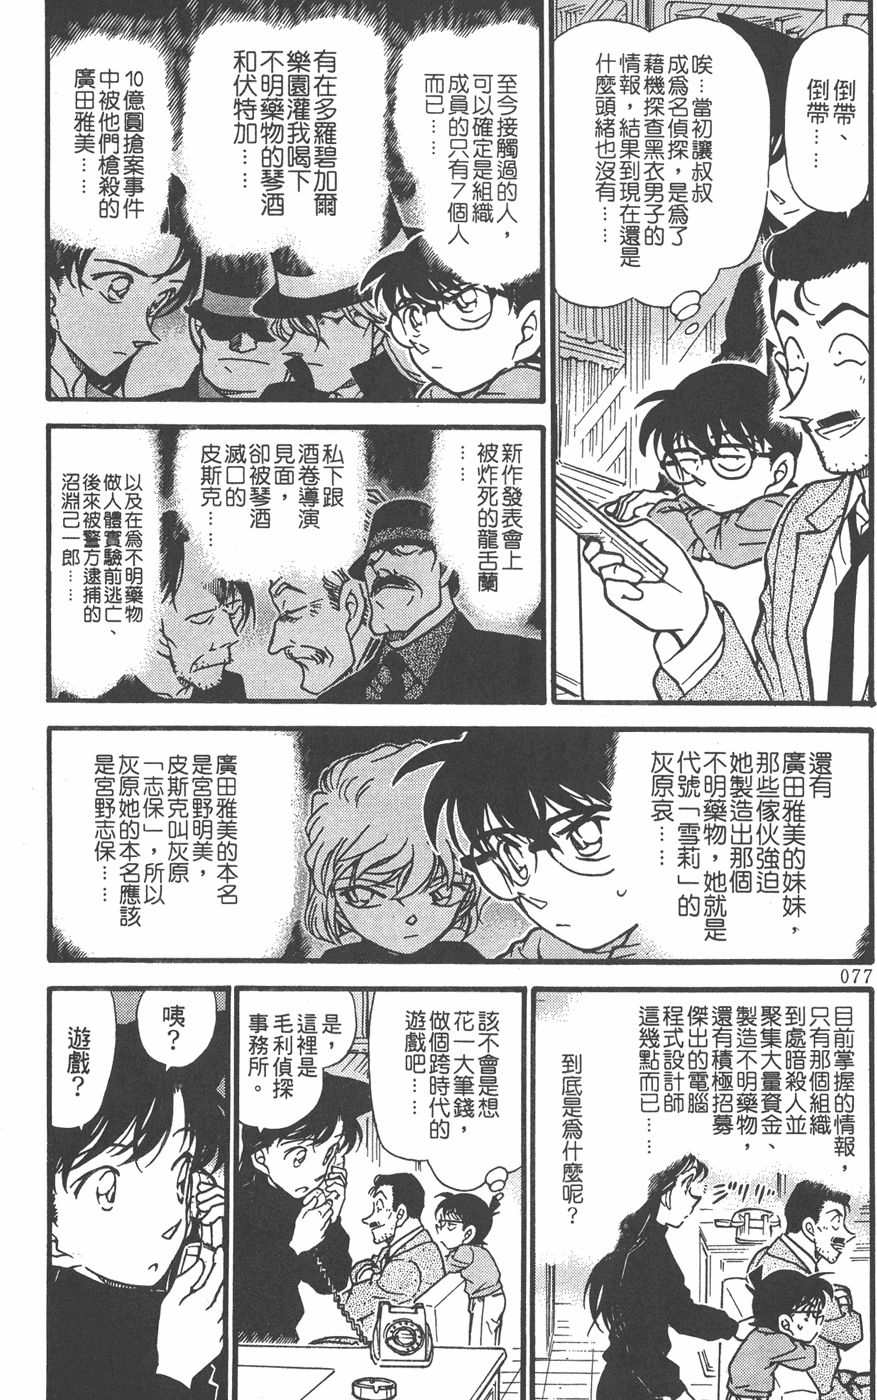 倒帶、
倒帶……
唉…當初讓叔叔
成為名偵探，是為了
藉機探查黑衣男子的
情報，結果到現在還是
什麼頭緒也沒有……
至今接觸過的人，
可以確定是組織
成員的只有7個人
而已……
有在多羅碧加爾
樂園灌我喝下
不明藥物的琴酒
和伏特加……
10億圓搶案事件
中被他們槍殺的
廣田雅美……
新作發表會上
被炸死的龍舌蘭
……
私下跟
酒卷導演
見面，
卻被琴酒
滅口的
皮斯克……
以及在為不明藥物
做人體實驗前逃亡、
後來被警方逮捕的
沼淵己一郎……
還有
廣田雅美的妹妹，
那些傢伙強迫
她製造出那個
不明藥物，她就是
代號「雪莉」的
灰原哀……
廣田雅美的本名
是宮野明美，
皮斯克叫灰原
「志保」，所以
灰原她的本名應該
是宮野志保……
077
目前掌握的情報，
只有那個組織
到處暗殺人並
聚集大量資金、
製造不明藥物，
還有積極招募
傑出的電腦
程式設計師
這幾點而已……
到底是為什麼呢？
該不會是想
花一大筆錢，
做個跨時代的
遊戲吧……
是，
這裡是
毛利偵探
事務所。
咦？
遊戲？